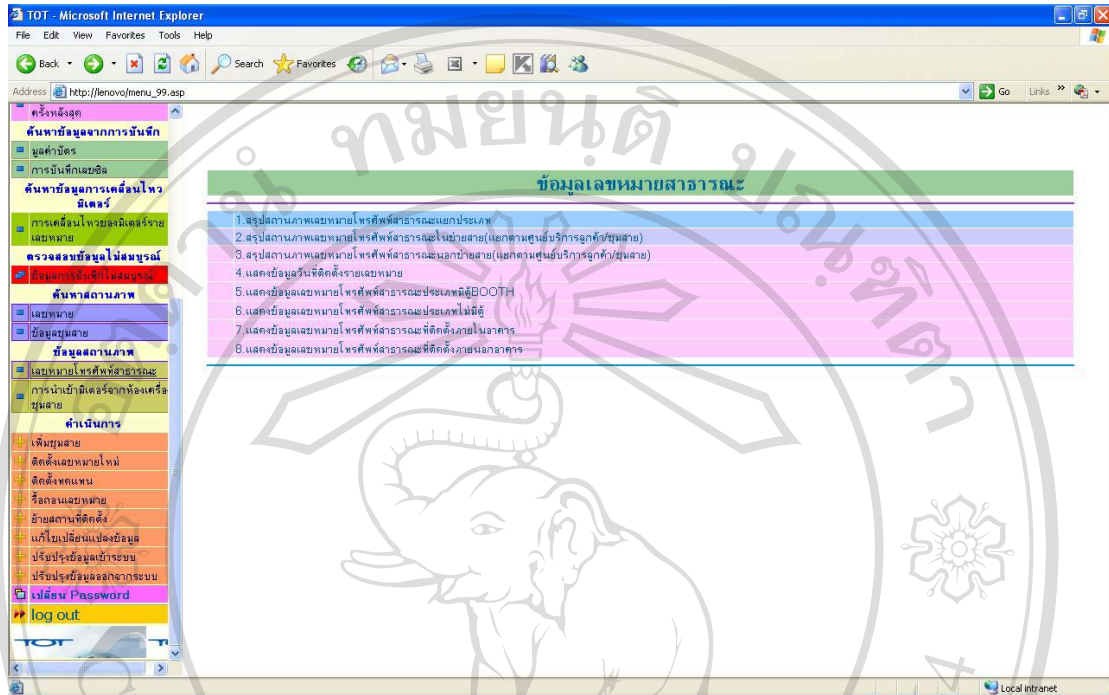 TOT - Microsoft Internet Explorer
File Edit View Favorites Tools Help
Back Search Favorites
Address http://lenovo/menu_99.asp Go Links »
ครั้งหลังสุด
ค้นหาข้อมูลจากการบันทึก
มูลค่าบัตร
การบันทึกเลขซีล
ค้นหาข้อมูลการเคลื่อนไหว
มิเตอร์
การเคลื่อนไหวของมิเตอร์ราย
เลขหมาย
ตรวจสอบข้อมูลไม่สมบูรณ์
ข้อมูลการบันทึกไม่สมบูรณ์
ค้นหาสถานภาพ
เลขหมาย
ข้อมูลชุมสาย
ข้อมูลสถานภาพ
เลขหมายโทรศัพท์สาธารณะ
การนำเข้ามิเตอร์จากห้องเครื่อ
ชุมสาย
ดำเนินการ
เพิ่มชุมสาย
ติดตั้งเลขหมายใหม่
ติดตั้งทดแทน
รื้อถอนเลขหมาย
ย้ายสถานที่ติดตั้ง
แก้ไขเปลี่ยนแปลงข้อมูล
ปรับปรุงข้อมูลเข้าระบบ
ปรับปรุงข้อมูลออกจากระบบ
เปลี่ยน Password
log out
TOT
ข้อมูลเลขหมายสาธารณะ
1.สรุปสถานภาพเลขหมายโทรศัพท์สาธารณะแยกประเภท
2.สรุปสถานภาพเลขหมายโทรศัพท์สาธารณะในข่ายสาย(แยกตามศูนย์บริการลูกค้า/ชุมสาย)
3.สรุปสถานภาพเลขหมายโทรศัพท์สาธารณะนอกข่ายสาย(แยกตามศูนย์บริการลูกค้า/ชุมสาย)
4.แสดงข้อมูลวันที่ติดตั้งรายเลขหมาย
5.แสดงข้อมูลเลขหมายโทรศัพท์สาธารณะประเภทมีตู้BOOTH
6.แสดงข้อมูลเลขหมายโทรศัพท์สาธารณะประเภทไม่มีตู้
7.แสดงข้อมูลเลขหมายโทรศัพท์สาธารณะที่ติดตั้งภายในอาคาร
8.แสดงข้อมูลเลขหมายโทรศัพท์สาธารณะที่ติดตั้งภายนอกอาคาร
Local intranet